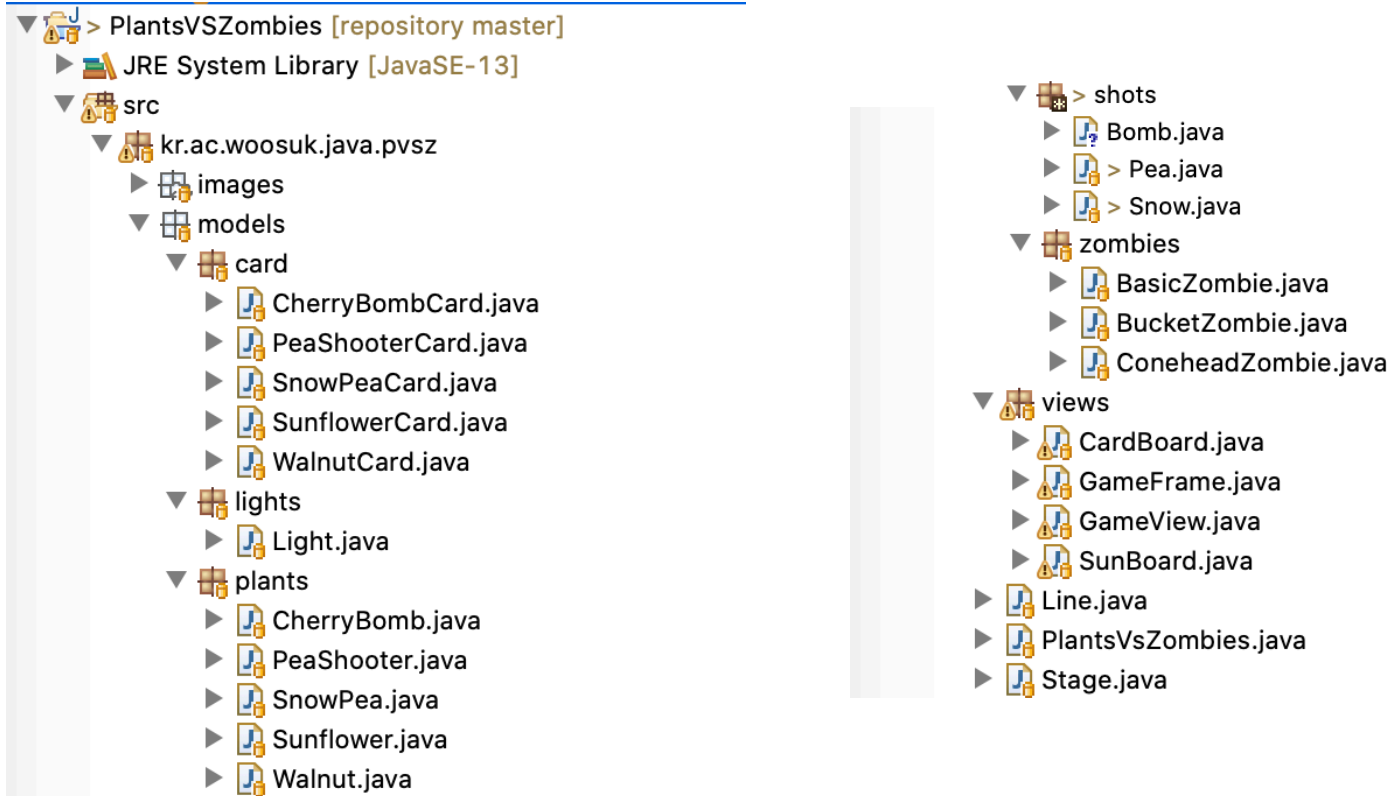 > PlantsVSZombies [repository master]
JRE System Library [JavaSE-13]
src
kr.ac.woosuk.java.pvsz
images
models
card
CherryBombCard.java
PeaShooterCard.java
SnowPeaCard.java
SunflowerCard.java
WalnutCard.java
lights
Light.java
plants
CherryBomb.java
PeaShooter.java
SnowPea.java
Sunflower.java
Walnut.java
> shots
Bomb.java
> Pea.java
> Snow.java
zombies
BasicZombie.java
BucketZombie.java
ConeheadZombie.java
views
CardBoard.java
GameFrame.java
GameView.java
SunBoard.java
Line.java
PlantsVsZombies.java
Stage.java